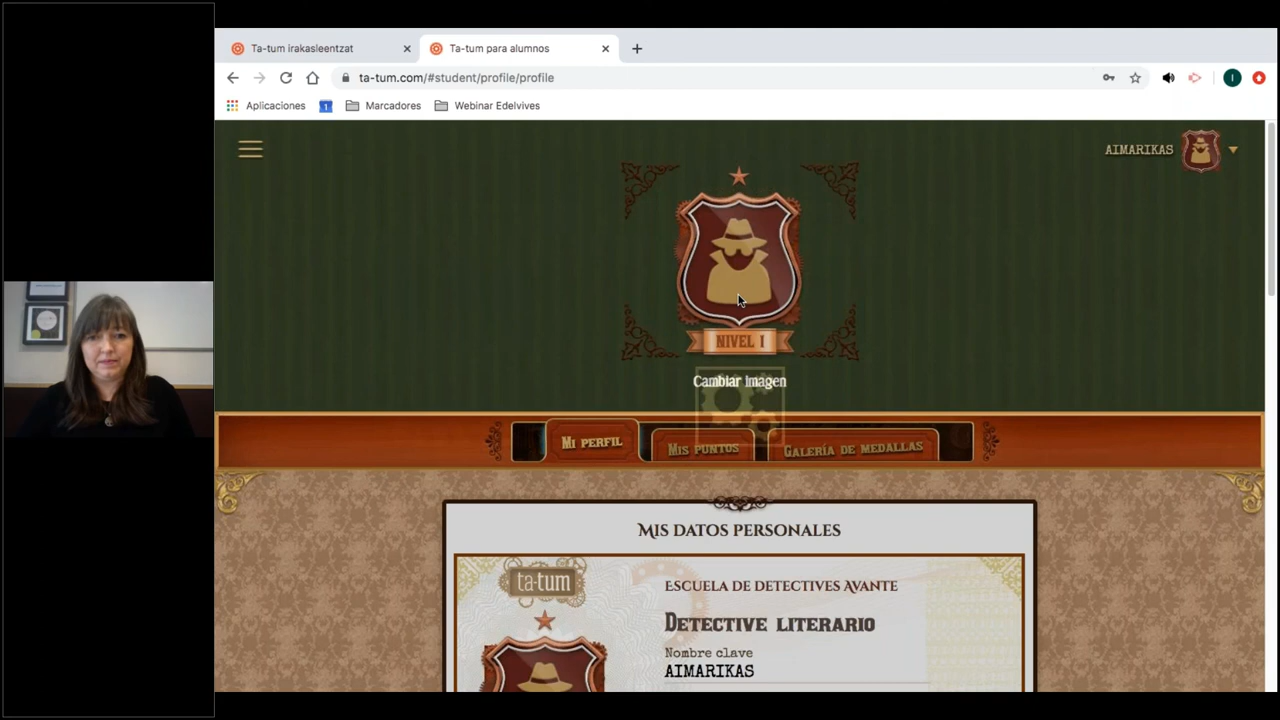 Ta-tum irakasleentzat
Ta-tum para alumnos
ta-tum.com/#student/profile/profile
I
Aplicaciones
1
Marcadores
Webinar Edelvives
AIMARIKAS
NIVEL I
Cambiar imagen
Mi perfil
Mis puntos
Galería de medallas
Mis datos personales
ta-tum
Escuela de detectives Avante
Detective literario
Nombre clave
AIMARIKAS